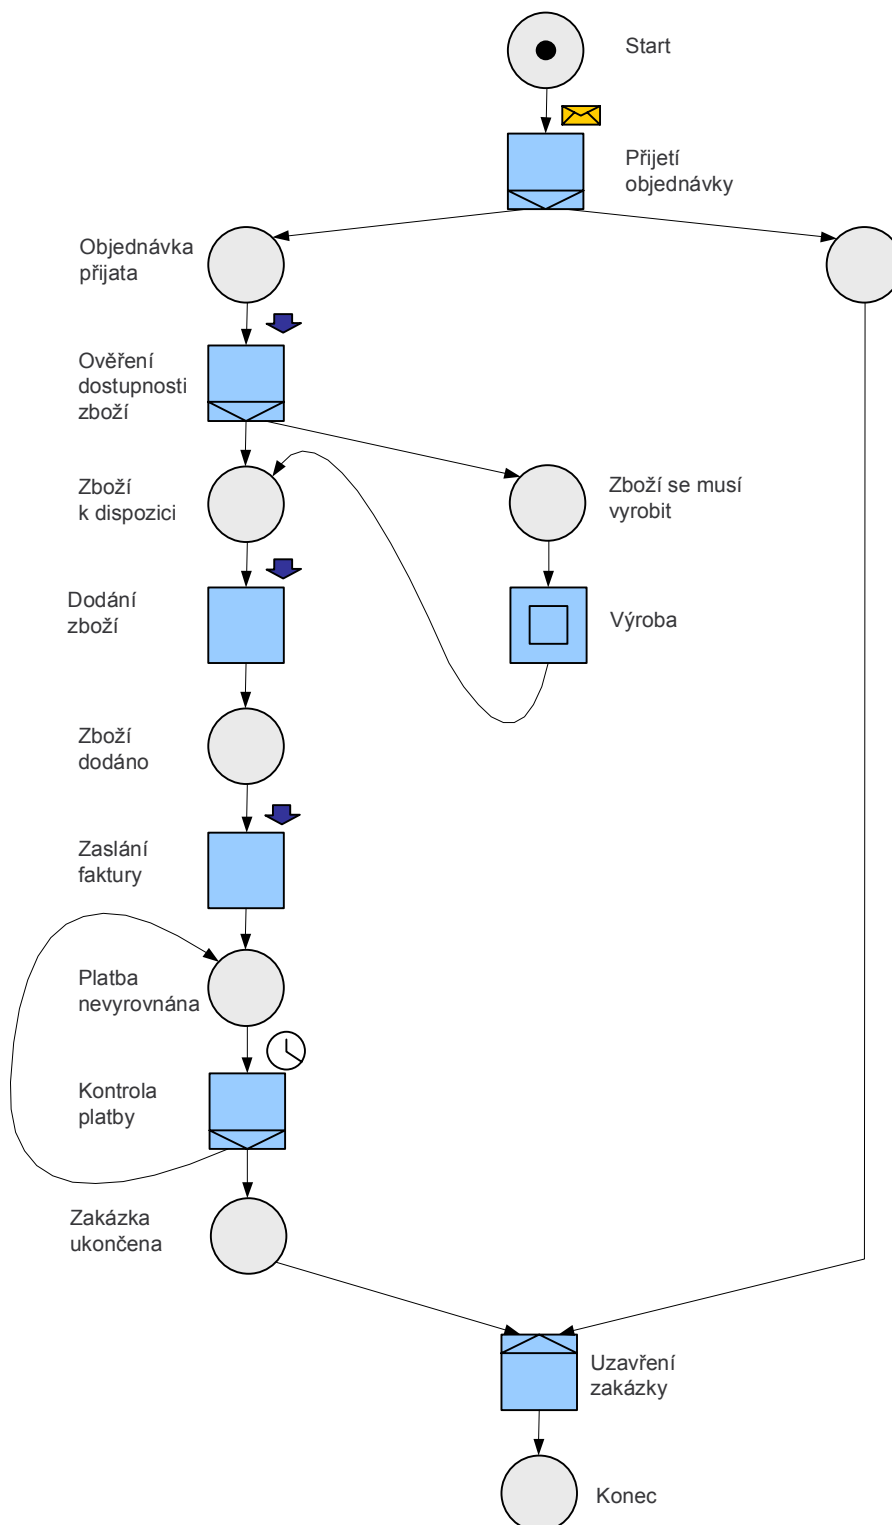 Start
Přijetí
objednávky
Objednávka
přijata
Ověření
dostupnosti
zboží
Zboží
k dispozici
Zboží se musí
vyrobit
Dodání
zboží
Výroba
Zboží
dodáno
Zaslání
faktury
Platba
nevyrovnána
Kontrola
platby
Zakázka
ukončena
Uzavření
zakázky
Konec